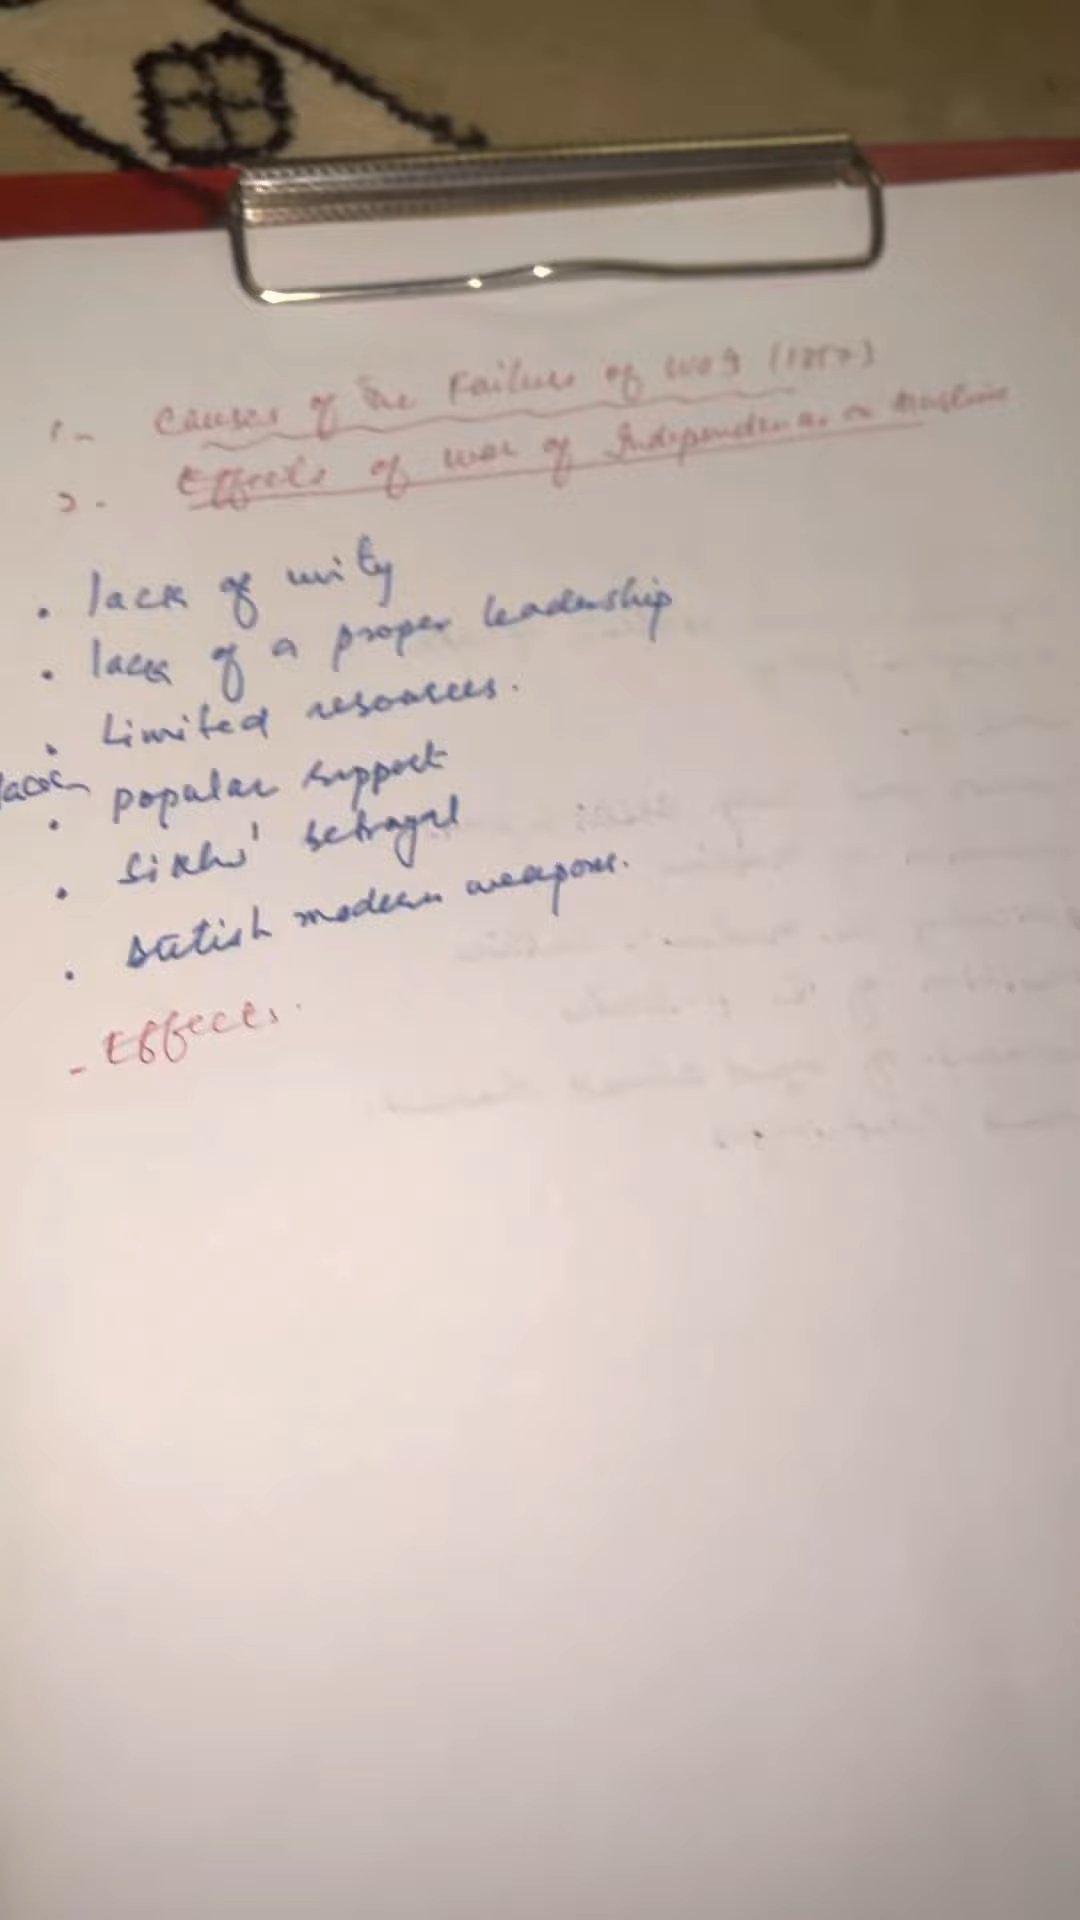 1- Causes of the Failure of WOI (1857)
2- Effects of war of Independence on Muslims
• lack of unity
• lack of a proper leadership
• Limited resources.
• popular support
• Sikhs' betrayal
• British modern weapons.
- Effects.